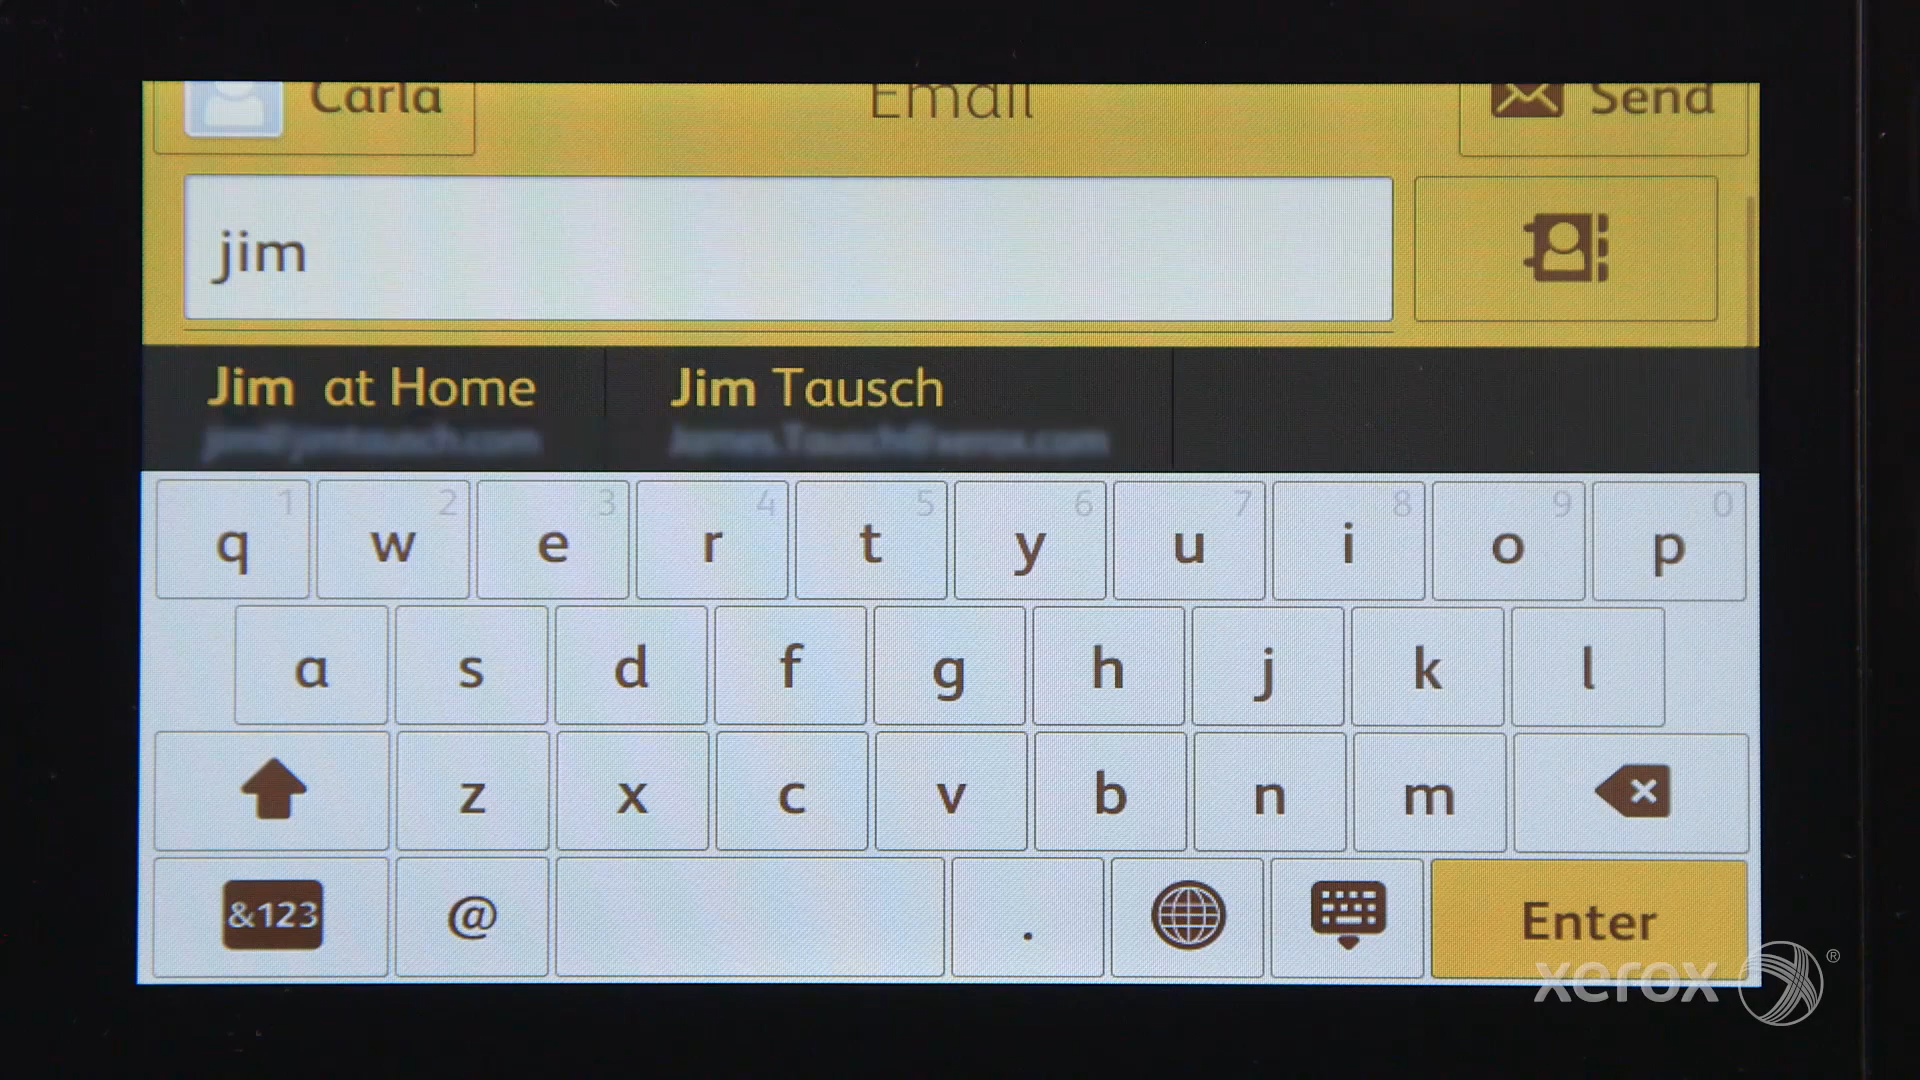 Carla
Email
Send
jim
Jim at Home
Jim Tausch
1 2 3 4 5 6 7 8 9 0
q w e r t y u i o p
a s d f g h j k l
z x c v b n m
&123 @ . Enter
xerox ®